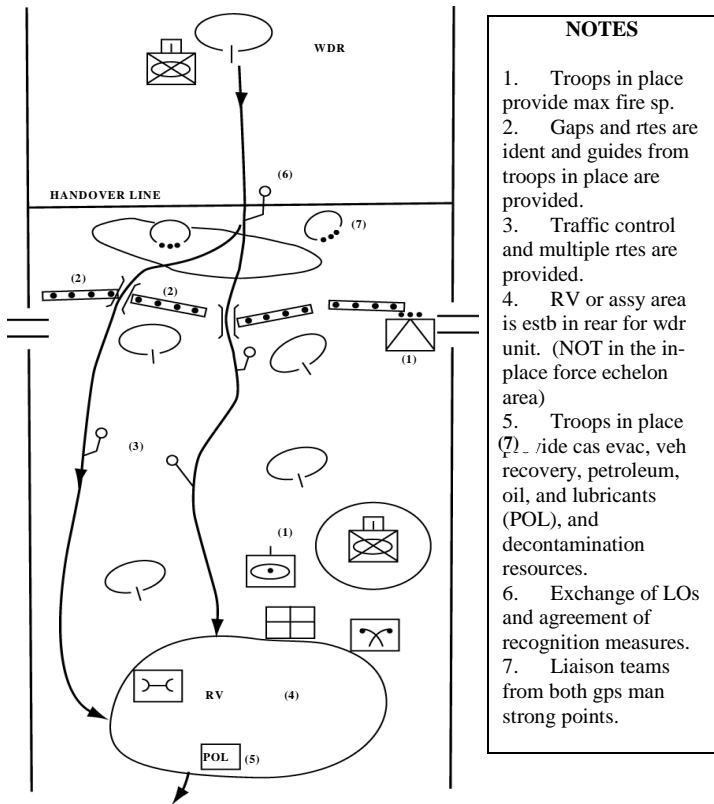 WDR
(6)
HANDOVER LINE
(7)
(2)
(2)
(1)
(3)
(1)
RV
(4)
POL
(5)
NOTES
1. Troops in place
provide max fire sp.
2. Gaps and rtes are
ident and guides from
troops in place are
provided.
3. Traffic control
and multiple rtes are
provided.
4. RV or assy area
is estb in rear for wdr
unit. (NOT in the in-
place force echelon
area)
5. Troops in place
(7) vide cas evac, veh
recovery, petroleum,
oil, and lubricants
(POL), and
decontamination
resources.
6. Exchange of LOs
and agreement of
recognition measures.
7. Liaison teams
from both gps man
strong points.